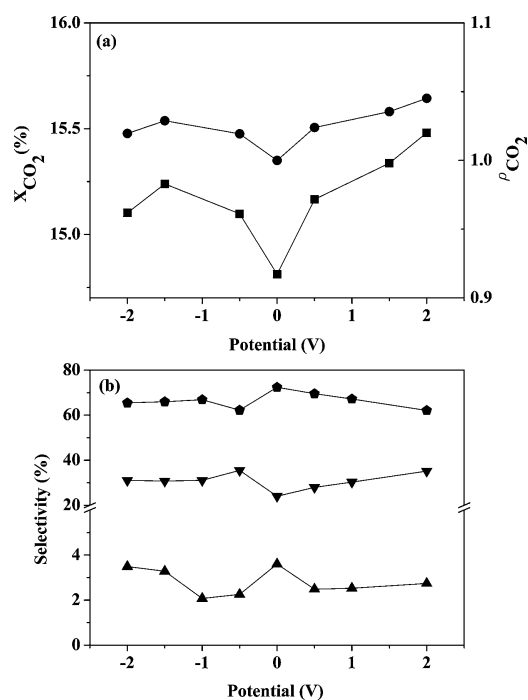 (a)
16.0
15.5
15.0
X_CO2 (%)
1.1
1.0
0.9
ρ_CO2
-2 -1 0 1 2
Potential (V)
(b)
80
60
40
20
4
2
0
Selectivity (%)
-2 -1 0 1 2
Potential (V)